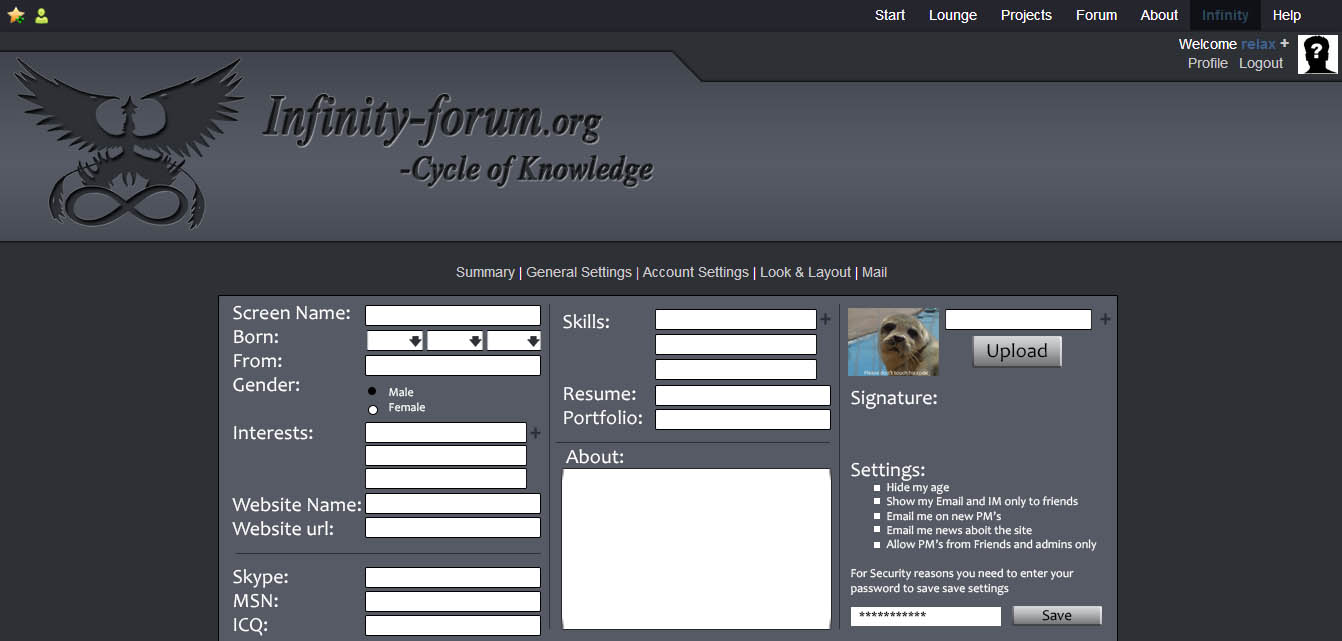 Start Lounge Projects Forum About Infinity Help
Welcome relax +
Profile Logout
Infinity-forum.org
-Cycle of Knowledge
Summary | General Settings | Account Settings | Look & Layout | Mail
Screen Name:
Born:
From:
Gender:
Male
Female
Interests:
Website Name:
Website url:
Skype:
MSN:
ICQ:
Skills:
Resume:
Portfolio:
About:
Please don't touch
Upload
Signature:
Settings:
Hide my age
Show my Email and IM only to friends
Email me on new PM's
Email me news aboit the site
Allow PM's from Friends and admins only
For Security reasons you need to enter your
password to save save settings
*********** Save